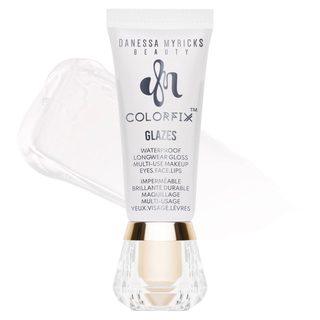 DANESSA MYRICKS
BEAUTY
COLORFIX™
GLAZES
WATERPROOF
LONGWEAR GLOSS
MULTI-USE MAKEUP
EYES.FACE.LIPS
IMPERMÉABLE
BRILLANTE DURABLE
MAQUILLAGE
MULTI-USAGE
YEUX.VISAGE.LÈVRES